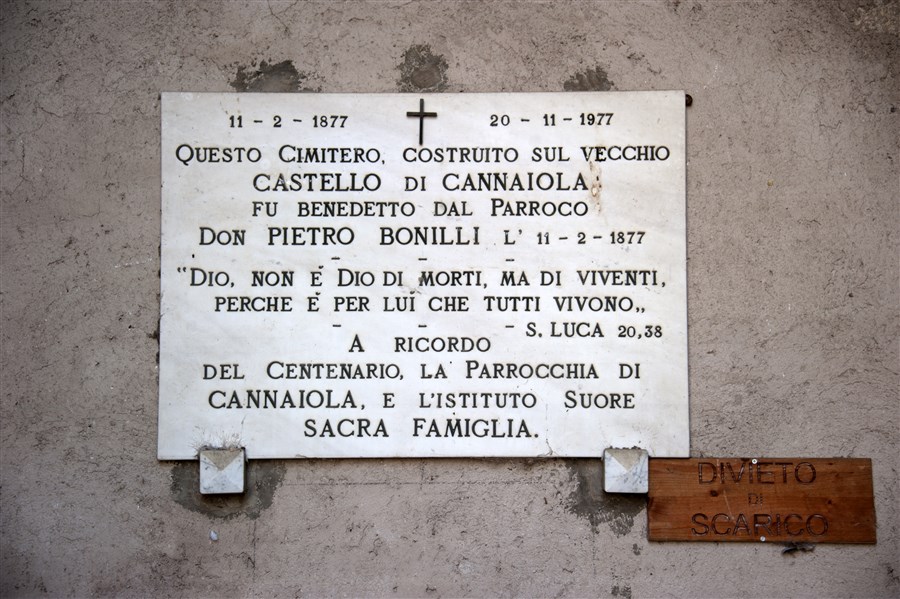 11 - 2 - 1877 20 - 11 - 1977
QUESTO CIMITERO, COSTRUITO SUL VECCHIO
CASTELLO DI CANNAIOLA
FU BENEDETTO DAL PARROCO
DON PIETRO BONILLI L' 11 - 2 - 1877
- - -
"DIO, NON È DIO DI MORTI, MA DI VIVENTI,
PERCHE È PER LUI CHE TUTTI VIVONO„
- - - S. LUCA 20,38
A RICORDO
DEL CENTENARIO, LA PARROCCHIA DI
CANNAIOLA, E L'ISTITUTO SUORE
SACRA FAMIGLIA.
DIVIETO
DI
SCARICO